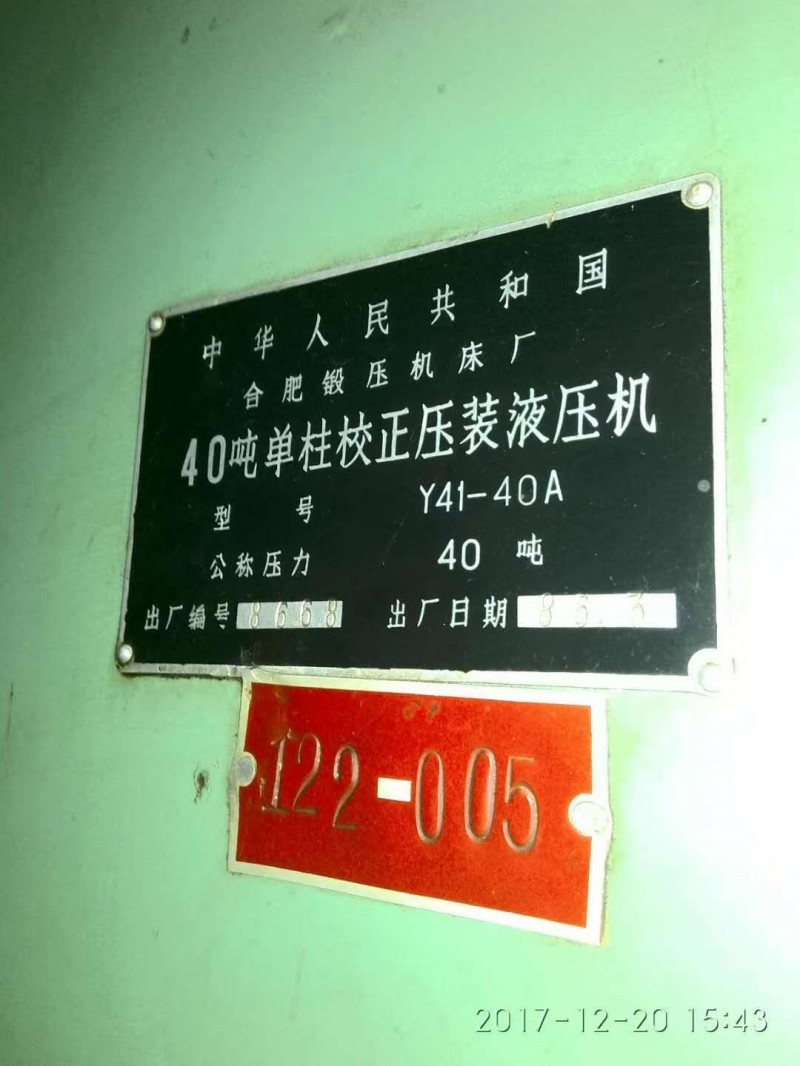 中华人民共和国
合肥锻压机床厂
40吨单柱校正压装液压机
型号 Y41-40A
公称压力 40 吨
出厂编号 8668 出厂日期 86.3
122-005
2017-12-20 15:43